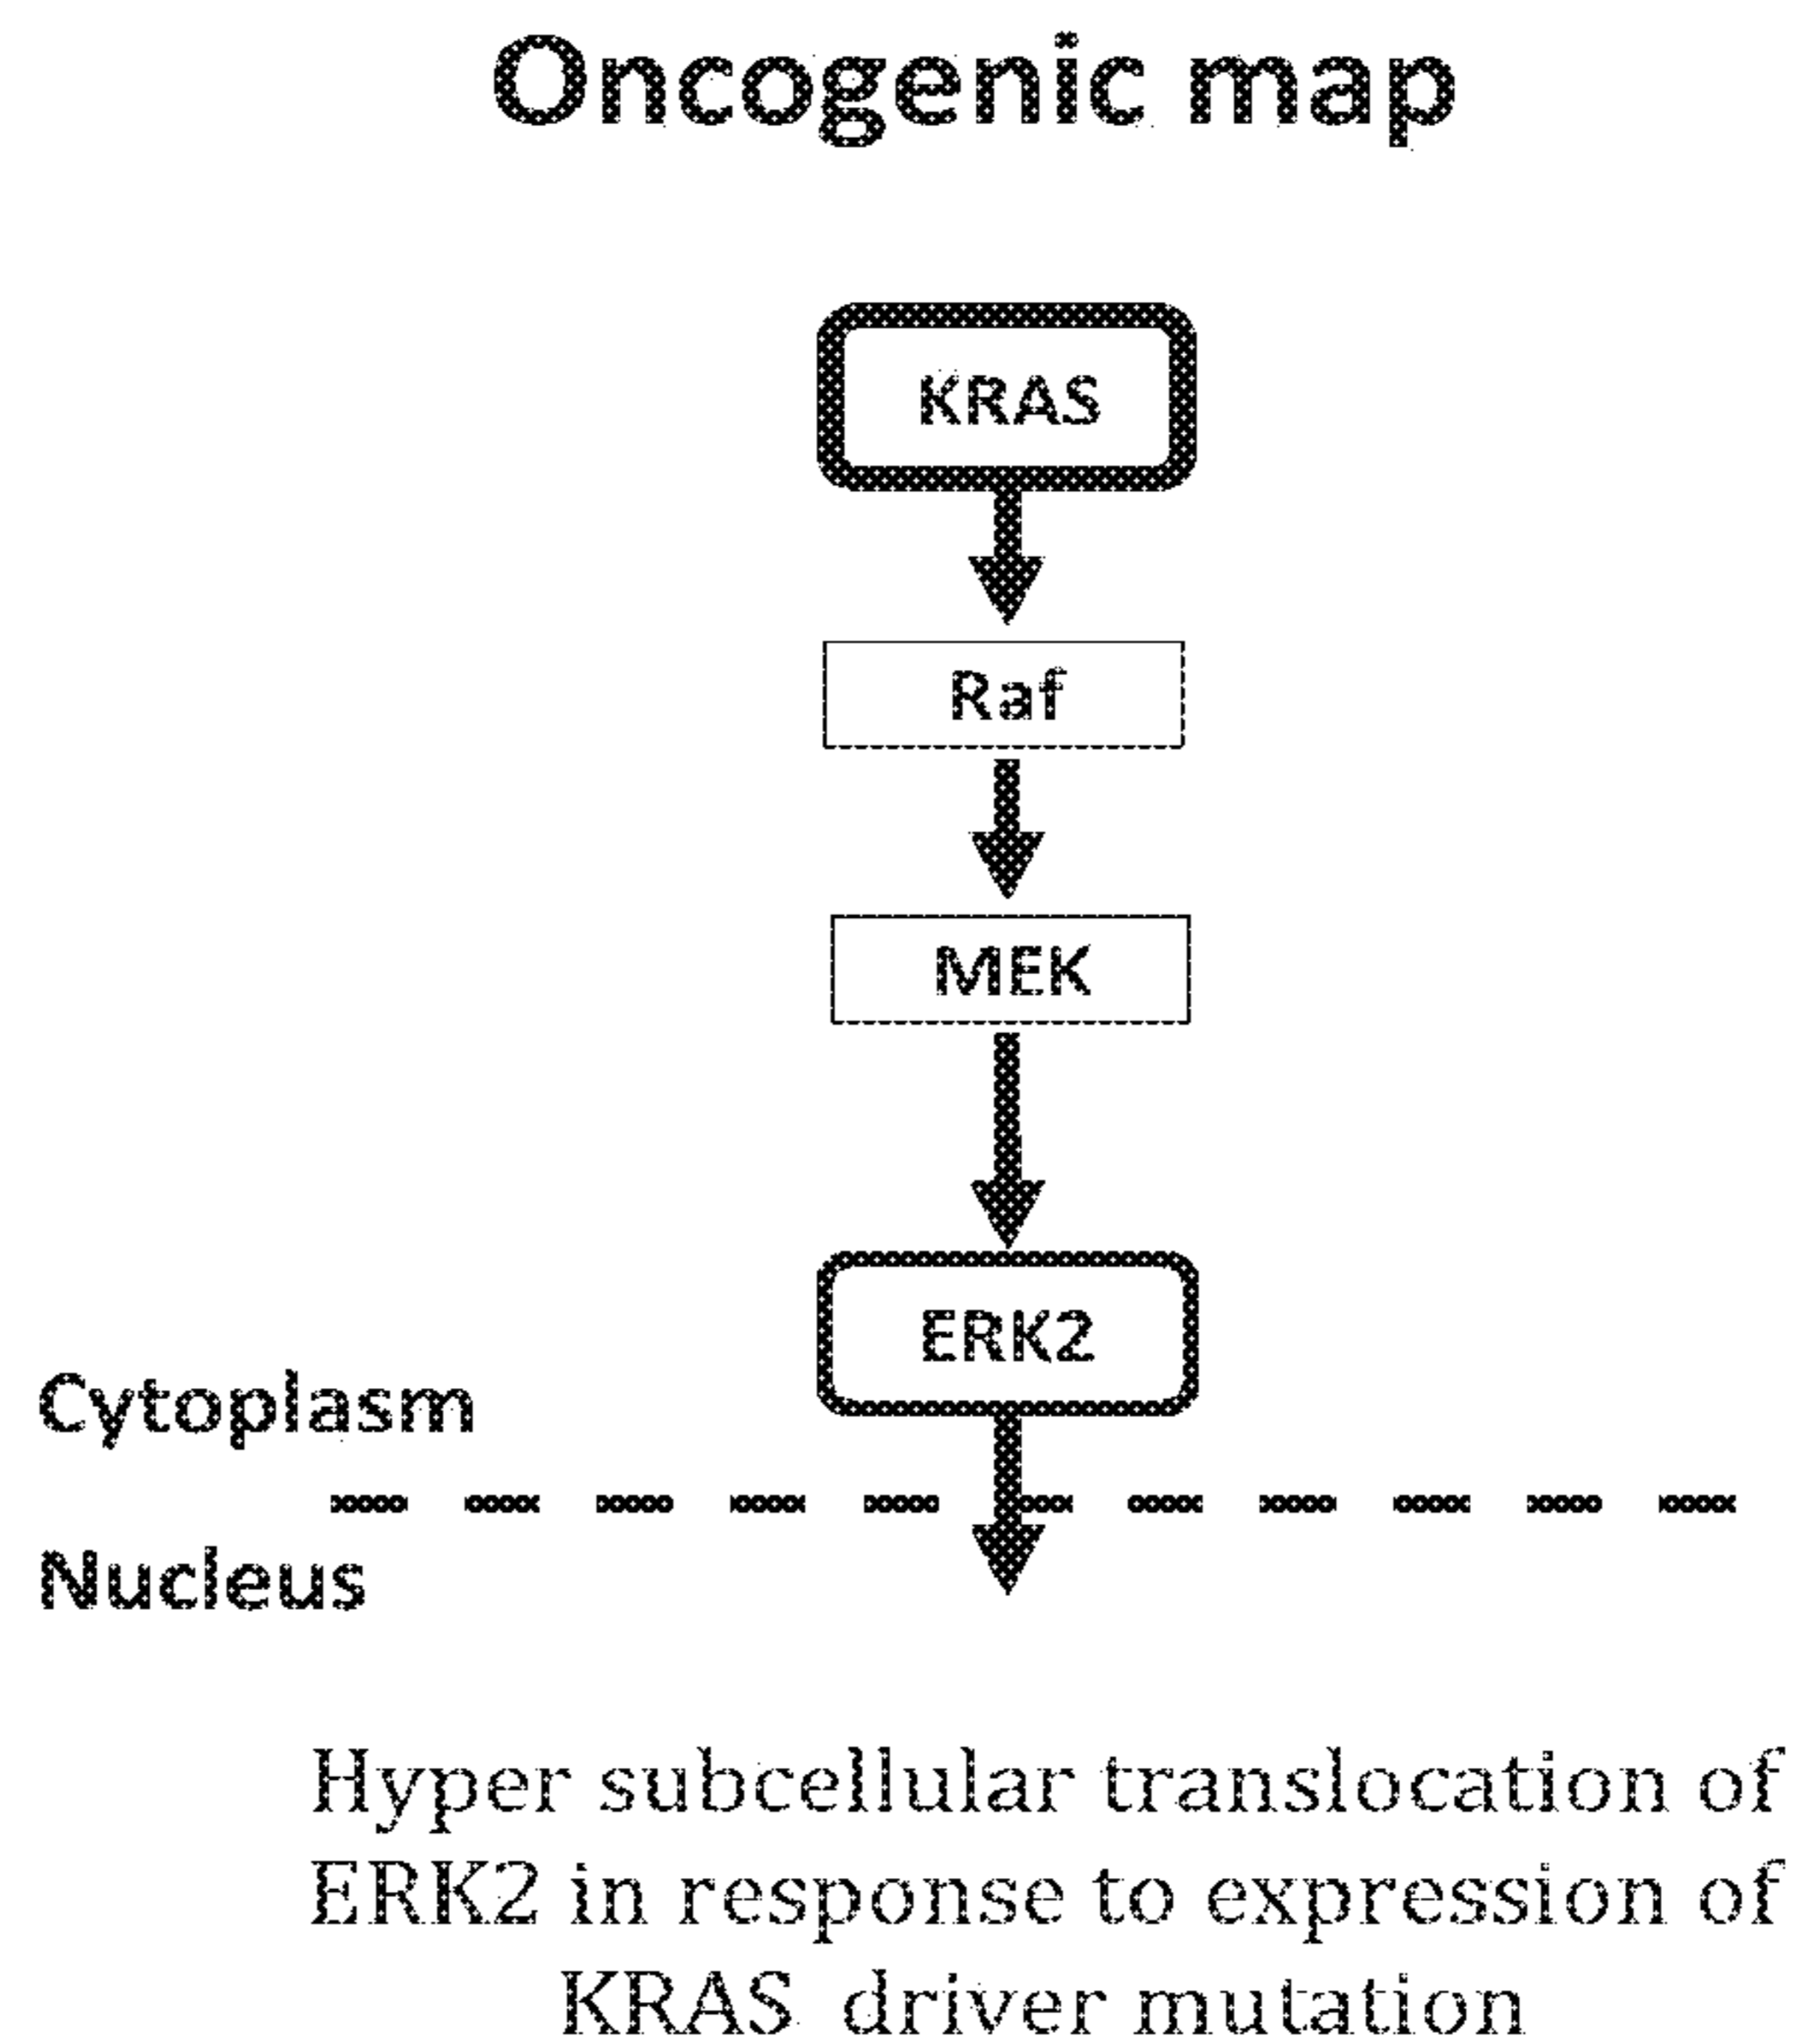 Oncogenic map
KRAS
Raf
MEK
ERK2
Cytoplasm
Nucleus
Hyper subcellular translocation of
ERK2 in response to expression of
KRAS driver mutation